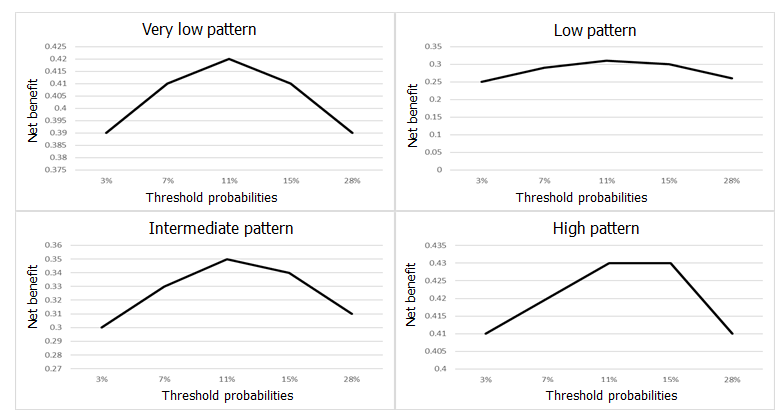 Very low pattern
Net benefit
0.425
0.42
0.415
0.41
0.405
0.4
0.395
0.39
0.385
0.38
0.375
3% 7% 11% 15% 28%
Threshold probabilities
Low pattern
Net benefit
0.35
0.3
0.25
0.2
0.15
0.1
0.05
0
3% 7% 11% 15% 28%
Threshold probabilities
Intermediate pattern
Net benefit
0.36
0.35
0.34
0.33
0.32
0.31
0.3
0.29
0.28
0.27
3% 7% 11% 15% 28%
Threshold probabilities
High pattern
Net benefit
0.435
0.43
0.425
0.42
0.415
0.41
0.405
0.4
3% 7% 11% 15% 28%
Threshold probabilities